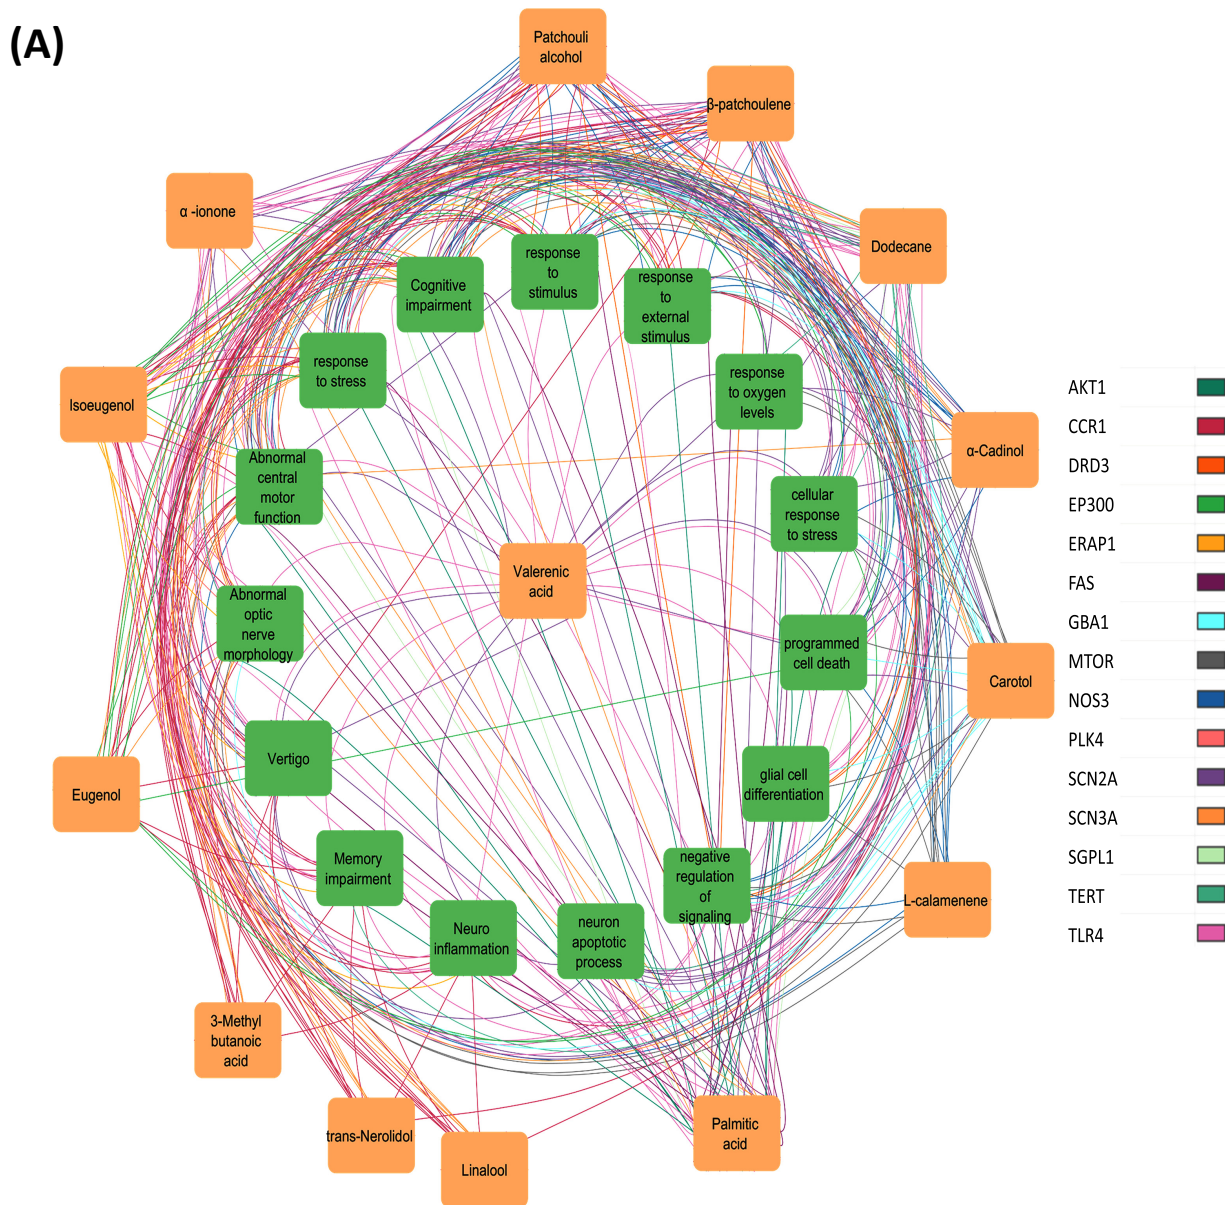 (A)
Patchouli
alcohol
β-patchoulene
α -ionone
Dodecane
response
to
stimulus
Cognitive
impairment
response
to
external
stimulus
response
to stress
response
to oxygen
levels
Isoeugenol
α-Cadinol
Abnormal
central
motor
function
cellular
response
to stress
Valerenic
acid
Abnormal
optic
nerve
morphology
programmed
cell death
Carotol
Vertigo
glial cell
differentiation
Eugenol
Memory
impairment
negative
regulation
of
signaling
L-calamenene
Neuro
inflammation
neuron
apoptotic
process
3-Methyl
butanoic
acid
trans-Nerolidol
Linalool
Palmitic
acid
AKT1
CCR1
DRD3
EP300
ERAP1
FAS
GBA1
MTOR
NOS3
PLK4
SCN2A
SCN3A
SGPL1
TERT
TLR4